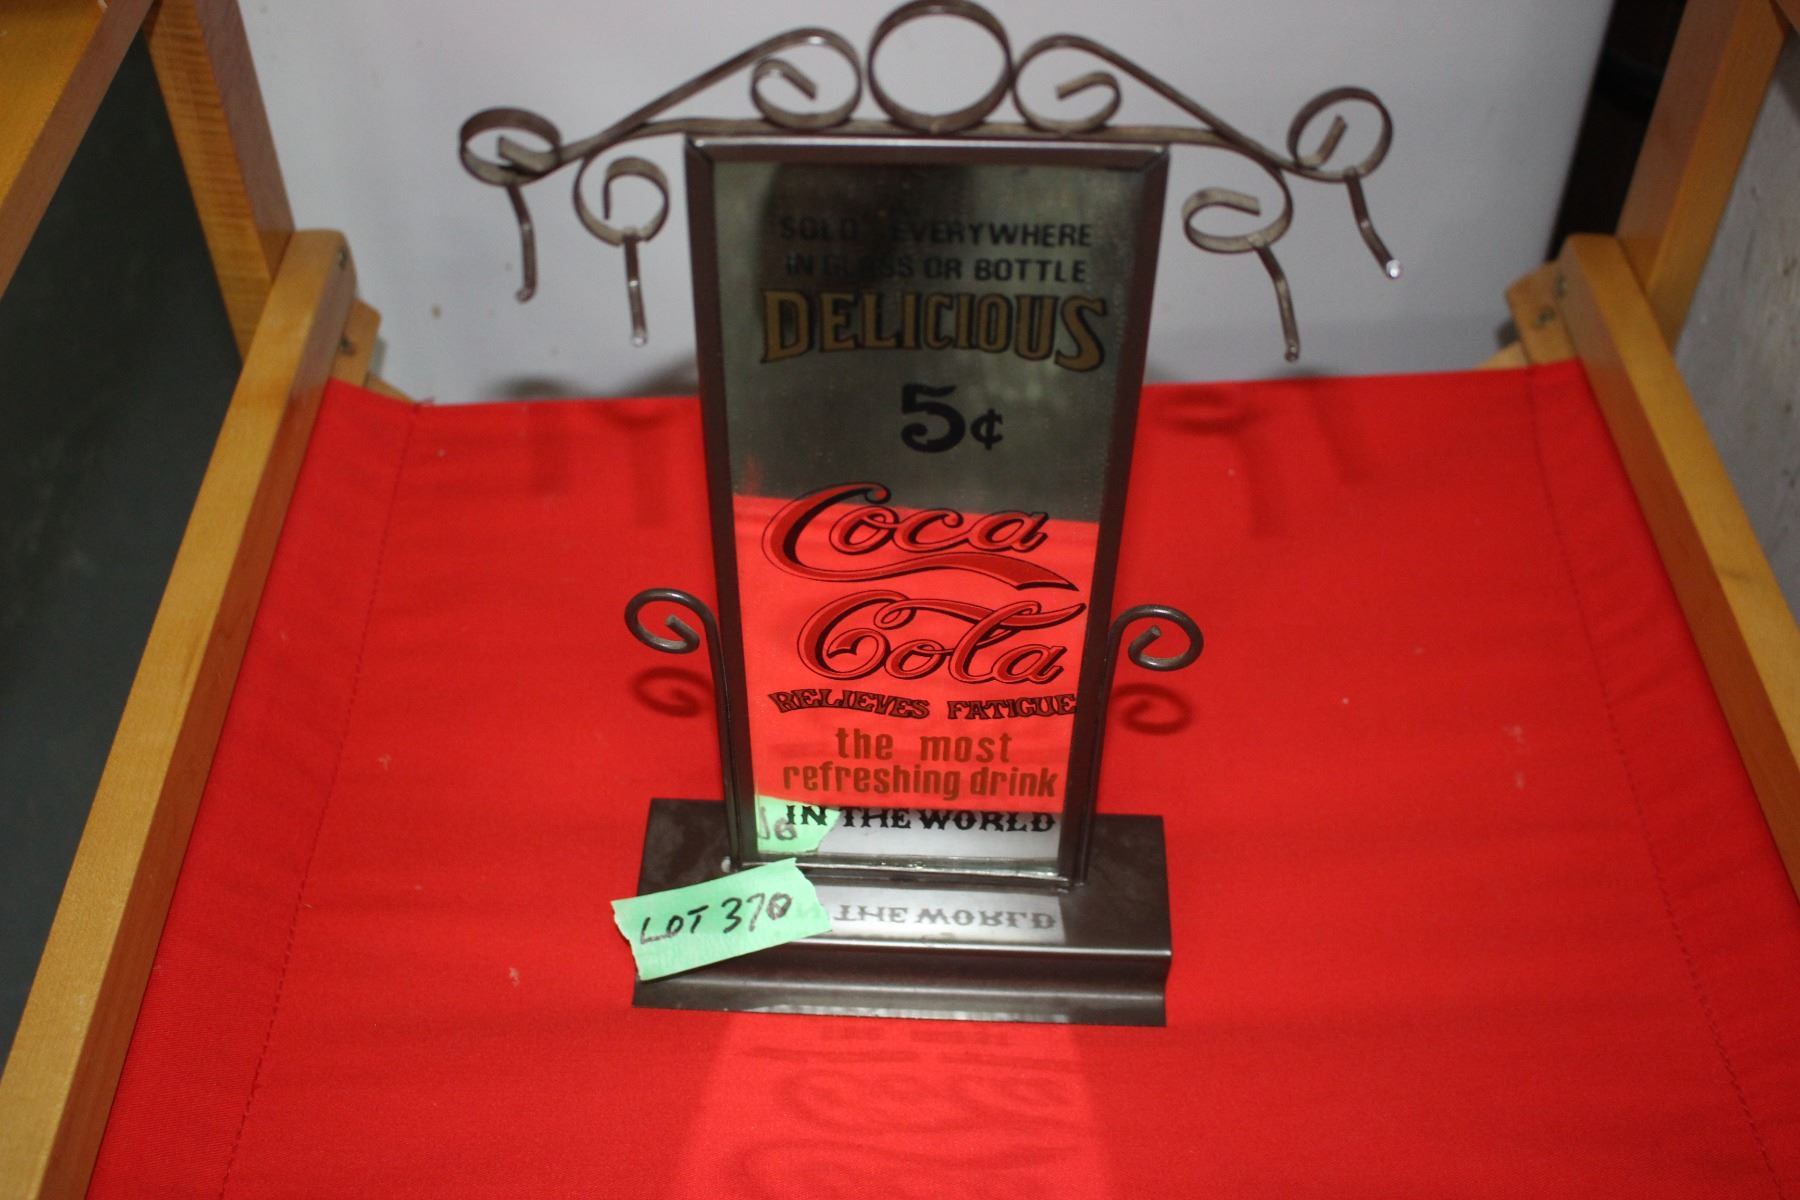 SOLD EVERYWHERE
IN GLASS OR BOTTLE
DELICIOUS
5¢
Coca
Cola
RELIEVES FATIGUE
the most
refreshing drink
IN THE WORLD
LOT 370